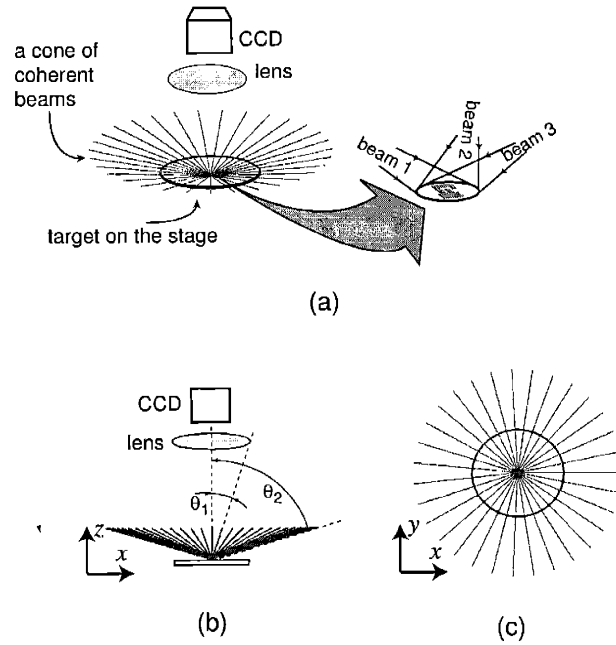 CCD
lens
a cone of
coherent
beams
target on the stage
beam 1
beam 2
beam 3
(a)
CCD
lens
θ1
θ2
z
x
(b)
y
x
(c)